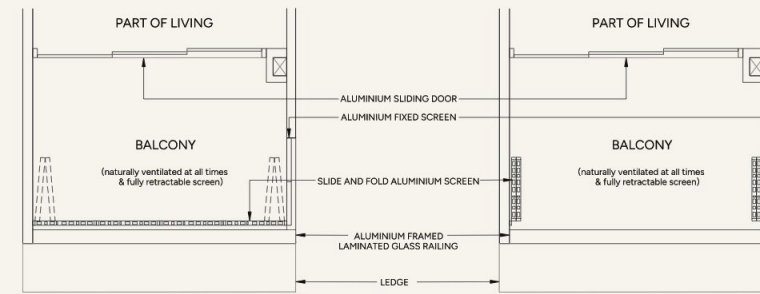 PART OF LIVING
PART OF LIVING
ALUMINIUM SLIDING DOOR
ALUMINIUM FIXED SCREEN
BALCONY
(naturally ventilated at all times
& fully retractable screen)
BALCONY
(naturally ventilated at all times
& fully retractable screen)
SLIDE AND FOLD ALUMINIUM SCREEN
ALUMINIUM FRAMED
LAMINATED GLASS RAILING
LEDGE